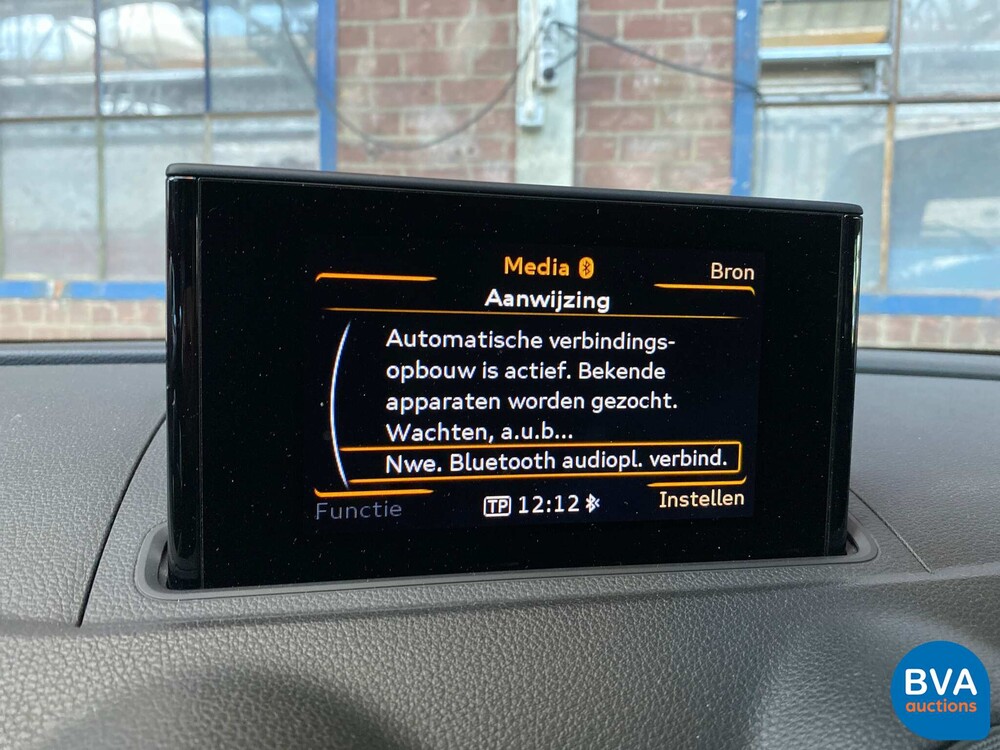 Media
Bron
Aanwijzing
Automatische verbindings-
opbouw is actief. Bekende
apparaten worden gezocht.
Wachten, a.u.b...
Nwe. Bluetooth audiopl. verbind.
Functie
TP 12:12
Instellen
BVA
auctions